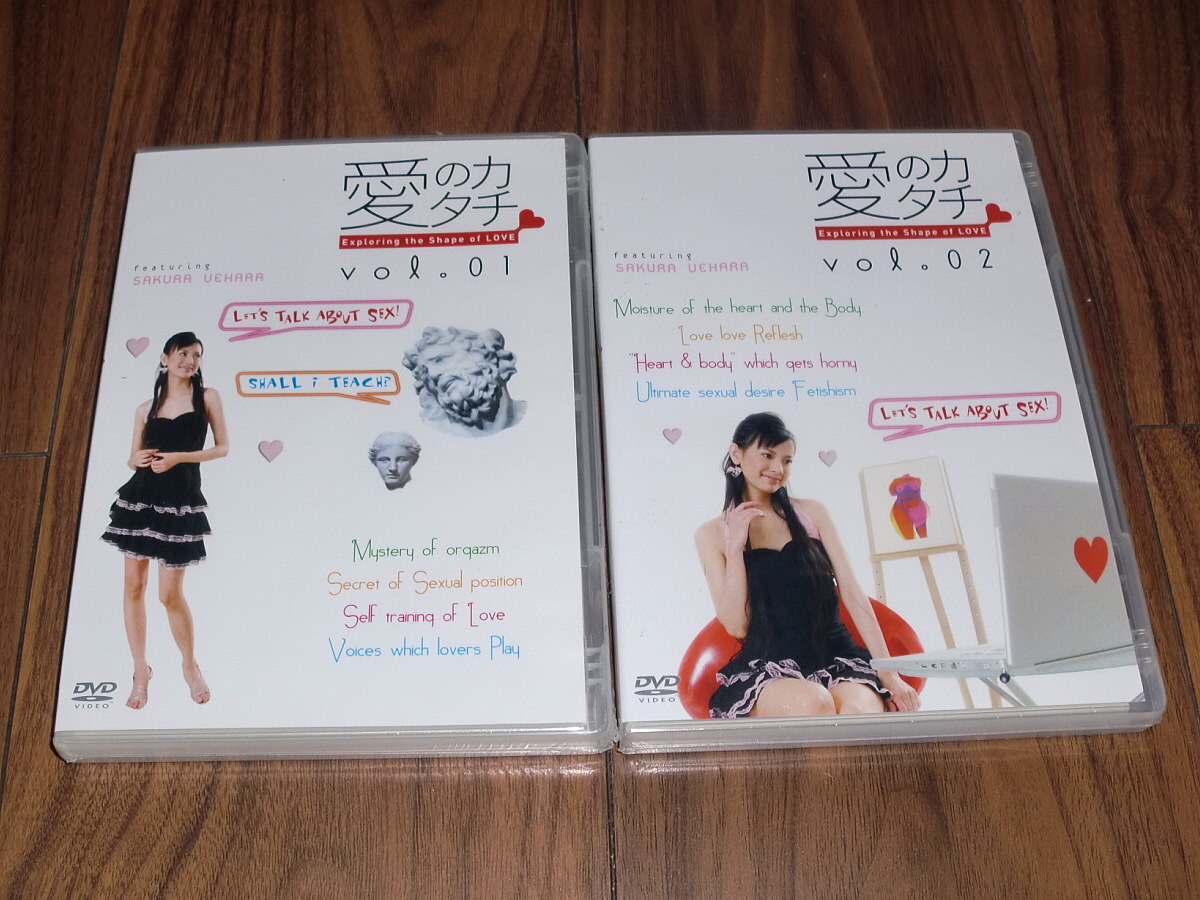 愛のカ
タチ
Exploring the Shape of LOVE
vol.01
featuring
SAKURA UEHARA
LET'S TALK ABOUT SEX!
SHALL i TEACH?
Mystery of orgazm
Secret of Sexual position
Self training of Love
Voices which lovers Play
DVD
VIDEO
愛のカ
タチ
Exploring the Shape of LOVE
vol.02
featuring
SAKURA UEHARA
Moisture of the heart and the Body
Love love Reflesh
"Heart & body" which gets horny
Ultimate sexual desire Fetishism
LET'S TALK ABOUT SEX!
DVD
VIDEO